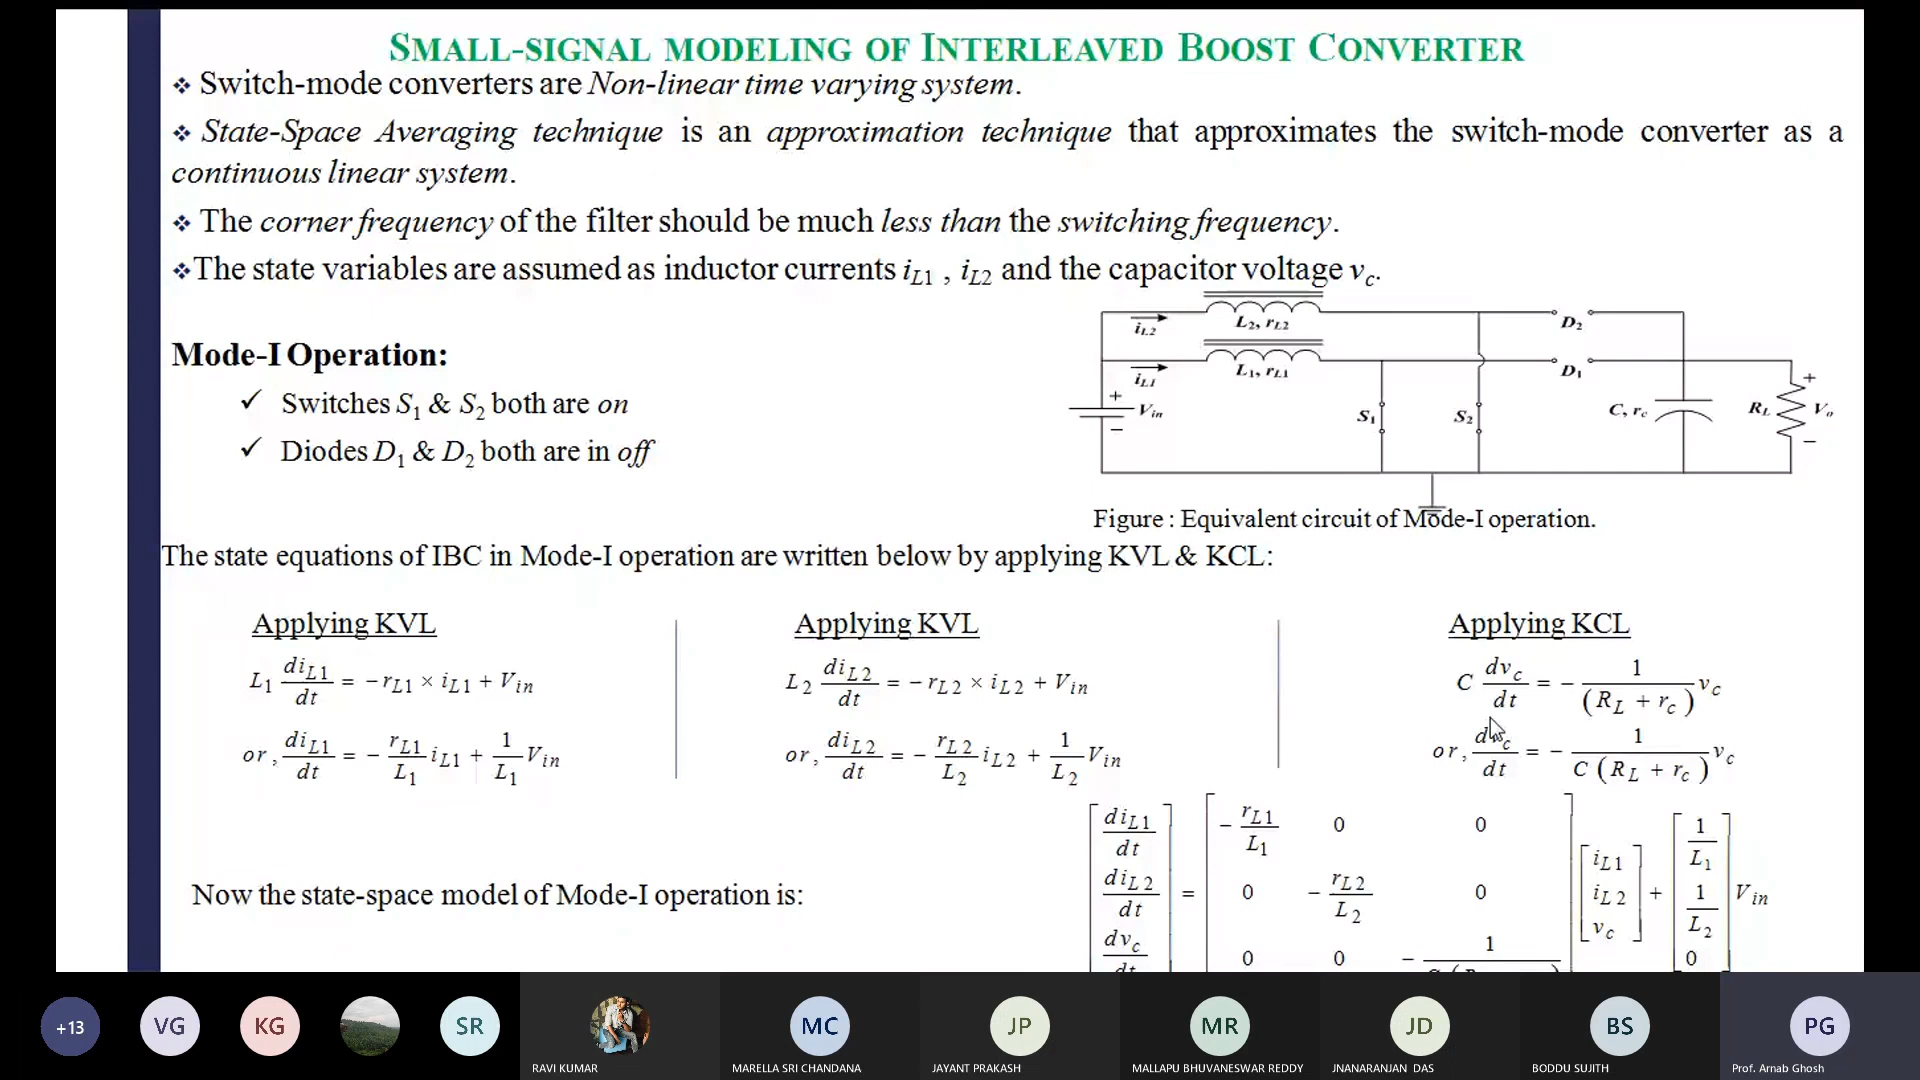 SMALL-SIGNAL MODELING OF INTERLEAVED BOOST CONVERTER
❖ Switch-mode converters are Non-linear time varying system.
❖ State-Space Averaging technique is an approximation technique that approximates the switch-mode converter as a
continuous linear system.
❖ The corner frequency of the filter should be much less than the switching frequency.
❖The state variables are assumed as inductor currents iL1 , iL2 and the capacitor voltage vc.
iL2 L2, rL2 D2
iL1 L1, rL1 D1
+ Vin − S1 S2 C, rc RL + Vo −
Mode-I Operation:
✓ Switches S1 & S2 both are on
✓ Diodes D1 & D2 both are in off
Figure : Equivalent circuit of Mode-I operation.
The state equations of IBC in Mode-I operation are written below by applying KVL & KCL:
Applying KVL
L1 diL1/dt = −rL1 × iL1 + Vin
or, diL1/dt = − rL1/L1 iL1 + 1/L1 Vin
Applying KVL
L2 diL2/dt = −rL2 × iL2 + Vin
or, diL2/dt = − rL2/L2 iL2 + 1/L2 Vin
Applying KCL
C dvc/dt = − 1/(RL + rc) vc
or, dvc/dt = − 1/C(RL + rc) vc
Now the state-space model of Mode-I operation is:
[diL1/dt diL2/dt dvc/dt] = [− rL1/L1 0 0
0 − rL2/L2 0
0 0 − 1/] [iL1 iL2 vc] + [1/L1 1/L2 0] Vin
+13
VG
KG
SR
RAVI KUMAR
MC
MARELLA SRI CHANDANA
JP
JAYANT PRAKASH
MR
MALLAPU BHUVANESWAR REDDY
JD
JNANARANJAN DAS
BS
BODDU SUJITH
PG
Prof. Arnab Ghosh